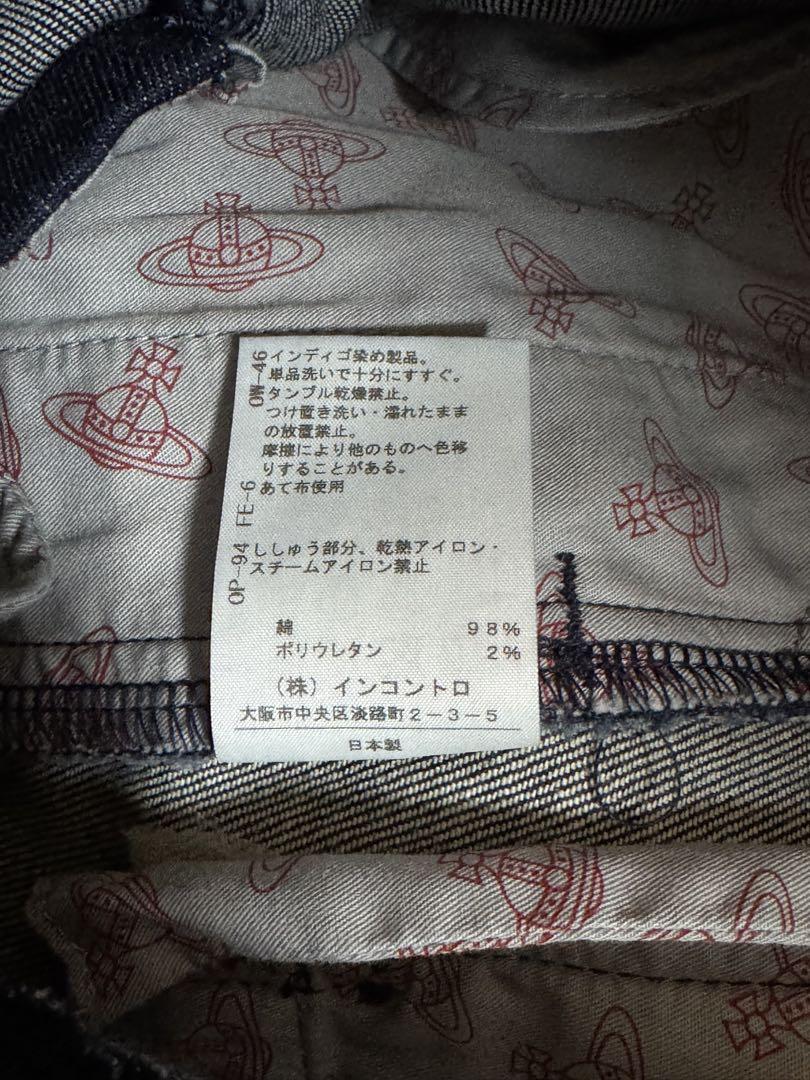 OW-46
インディゴ染め製品。
単品洗いで十分にすすぐ。
タンブル乾燥禁止。
つけ置き洗い・濡れたまま
の放置禁止。
摩擦により他のものへ色移
りすることがある。
FE-6
あて布使用
OP-94
ししゅう部分、乾熱アイロン・
スチームアイロン禁止
綿 98%
ポリウレタン 2%
(株)インコントロ
大阪市中央区淡路町2-3-5
日本製